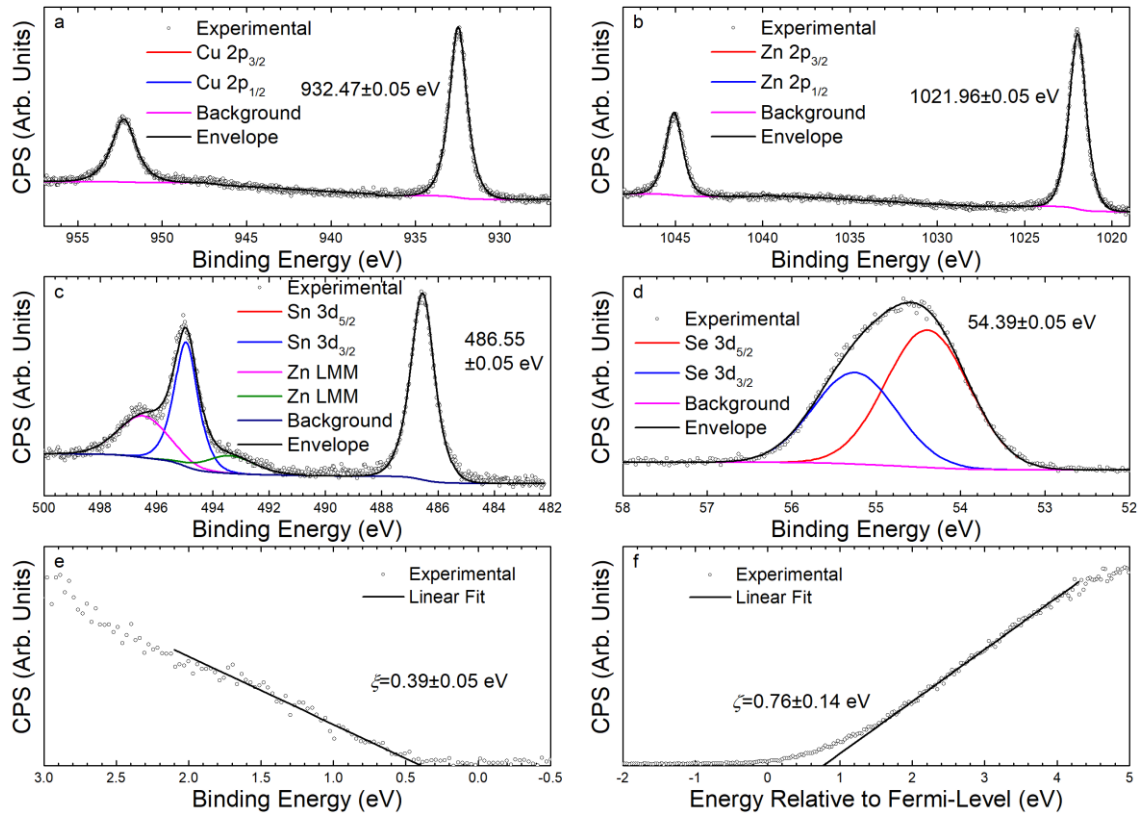 a
Experimental
Cu 2p3/2
Cu 2p1/2
Background
Envelope
932.47±0.05 eV
CPS (Arb. Units)
955 950 945 940 935 930
Binding Energy (eV)
b
Experimental
Zn 2p3/2
Zn 2p1/2
Background
Envelope
1021.96±0.05 eV
CPS (Arb. Units)
1045 1040 1035 1030 1025 1020
Binding Energy (eV)
c
Experimental
Sn 3d5/2
Sn 3d3/2
Zn LMM
Zn LMM
Background
Envelope
486.55
±0.05 eV
CPS (Arb. Units)
500 498 496 494 492 490 488 486 484 482
Binding Energy (eV)
d
Experimental
Se 3d5/2
Se 3d3/2
Background
Envelope
54.39±0.05 eV
CPS (Arb. Units)
58 57 56 55 54 53 52
Binding Energy (eV)
e
Experimental
Linear Fit
ξ=0.39±0.05 eV
CPS (Arb. Units)
3.0 2.5 2.0 1.5 1.0 0.5 0.0 -0.5
Binding Energy (eV)
f
Experimental
Linear Fit
ζ=0.76±0.14 eV
CPS (Arb. Units)
-2 -1 0 1 2 3 4 5
Energy Relative to Fermi-Level (eV)